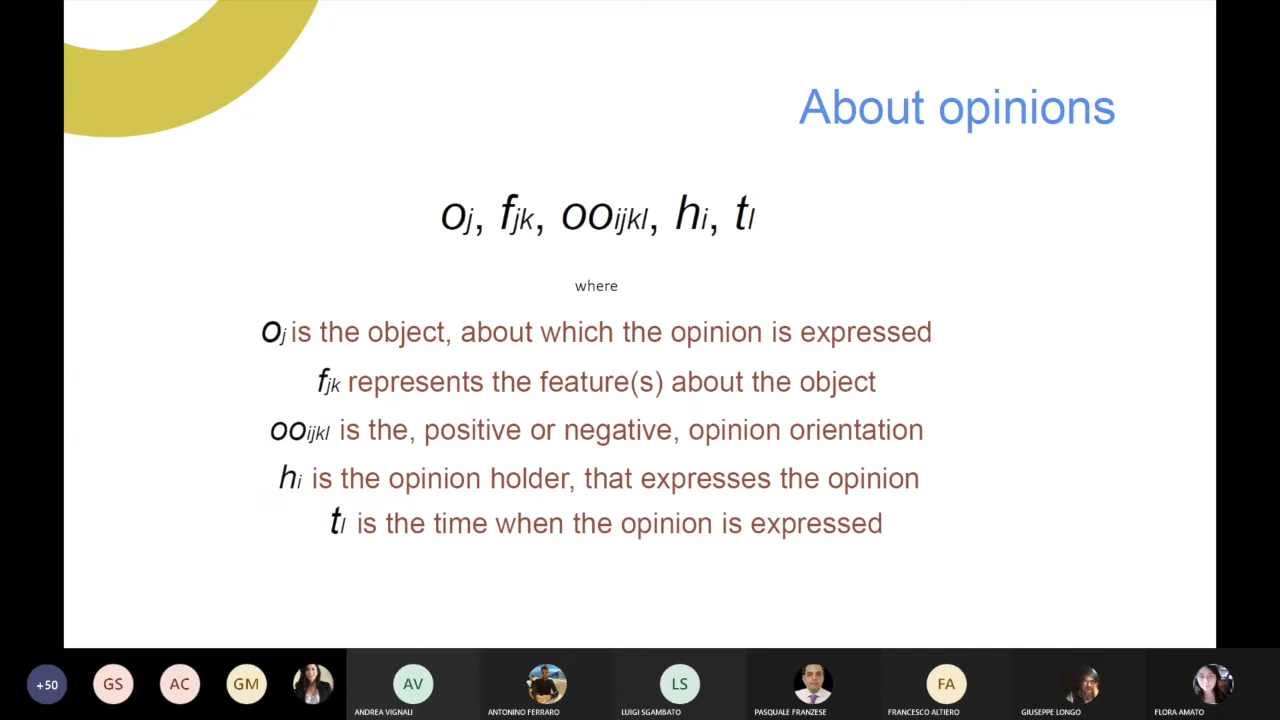 About opinions
oj, fjk, ooijkl, hi, tl
where
oj is the object, about which the opinion is expressed
fjk represents the feature(s) about the object
ooijkl is the, positive or negative, opinion orientation
hi is the opinion holder, that expresses the opinion
tl is the time when the opinion is expressed
+50 GS AC GM AV LS FA
ANDREA VIGNALI ANTONINO FERRARO LUIGI SGAMBATO PASQUALE FRANZESE FRANCESCO ALTIERO GIUSEPPE LONGO FLORA AMATO